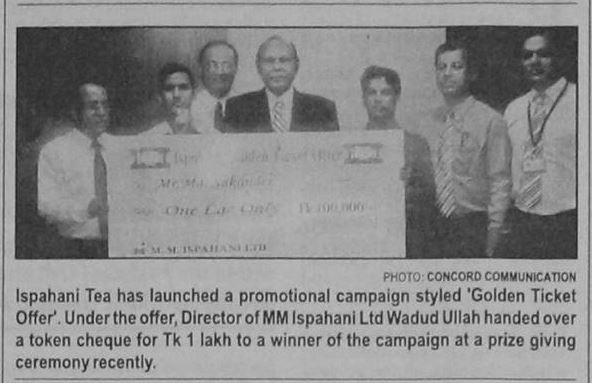 Golden Ticket Offer
Mr. Md. Sakander
One Lac Only Tk 100,000
M. M. ISPAHANI LTD
PHOTO: CONCORD COMMUNICATION
Ispahani Tea has launched a promotional campaign styled 'Golden Ticket
Offer'. Under the offer, Director of MM Ispahani Ltd Wadud Ullah handed over
a token cheque for Tk 1 lakh to a winner of the campaign at a prize giving
ceremony recently.